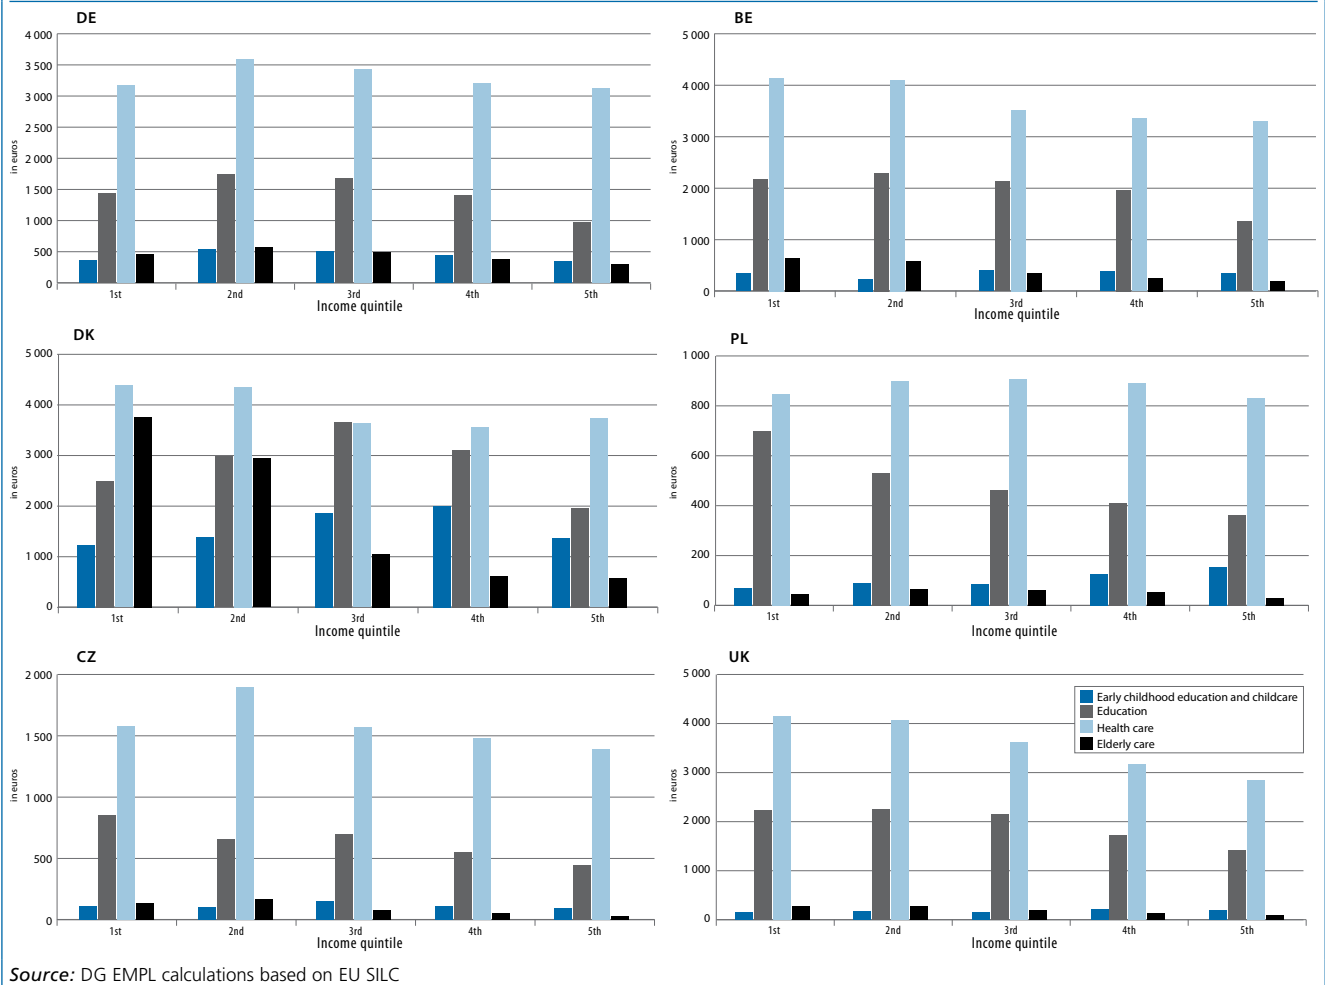 DE
4 000
3 500
3 000
2 500
2 000
1 500
1 000
500
0
in euros
1st 2nd 3rd 4th 5th
Income quintile
BE
5 000
4 000
3 000
2 000
1 000
0
in euros
1st 2nd 3rd 4th 5th
Income quintile
DK
5 000
4 000
3 000
2 000
1 000
0
in euros
1st 2nd 3rd 4th 5th
Income quintile
PL
1 000
800
600
400
200
0
in euros
1st 2nd 3rd 4th 5th
Income quintile
CZ
2 000
1 500
1 000
500
0
in euros
1st 2nd 3rd 4th 5th
Income quintile
UK
5 000
4 000
3 000
2 000
1 000
0
in euros
Early childhood education and childcare
Education
Health care
Elderly care
1st 2nd 3rd 4th 5th
Income quintile
Source: DG EMPL calculations based on EU SILC